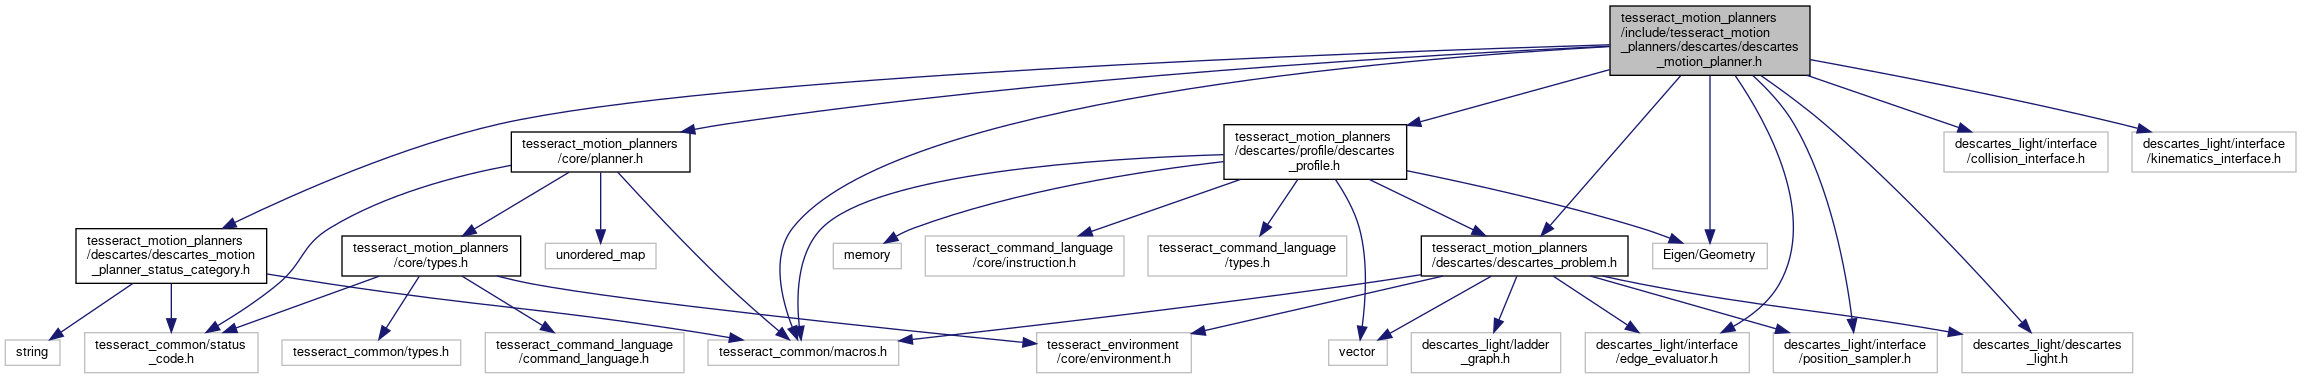 tesseract_motion_planners
/include/tesseract_motion
_planners/descartes/descartes
_motion_planner.h
tesseract_motion_planners
/core/planner.h
tesseract_motion_planners
/descartes/profile/descartes
_profile.h
descartes_light/interface
/collision_interface.h
descartes_light/interface
/kinematics_interface.h
tesseract_motion_planners
/descartes/descartes_motion
_planner_status_category.h
tesseract_motion_planners
/core/types.h
unordered_map
memory
tesseract_command_language
/core/instruction.h
tesseract_command_language
/types.h
tesseract_motion_planners
/descartes/descartes_problem.h
Eigen/Geometry
string
tesseract_common/status
_code.h
tesseract_common/types.h
tesseract_command_language
/command_language.h
tesseract_common/macros.h
tesseract_environment
/core/environment.h
vector
descartes_light/ladder
_graph.h
descartes_light/interface
/edge_evaluator.h
descartes_light/interface
/position_sampler.h
descartes_light/descartes
_light.h